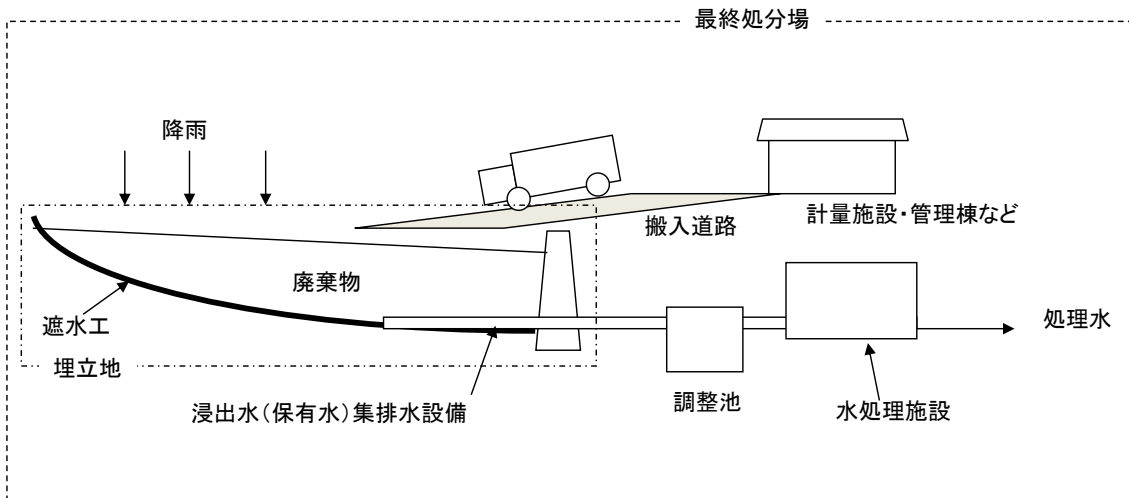 最終処分場
降雨
搬入道路
計量施設・管理棟など
廃棄物
遮水工
埋立地
処理水
浸出水（保有水）集排水設備
調整池
水処理施設